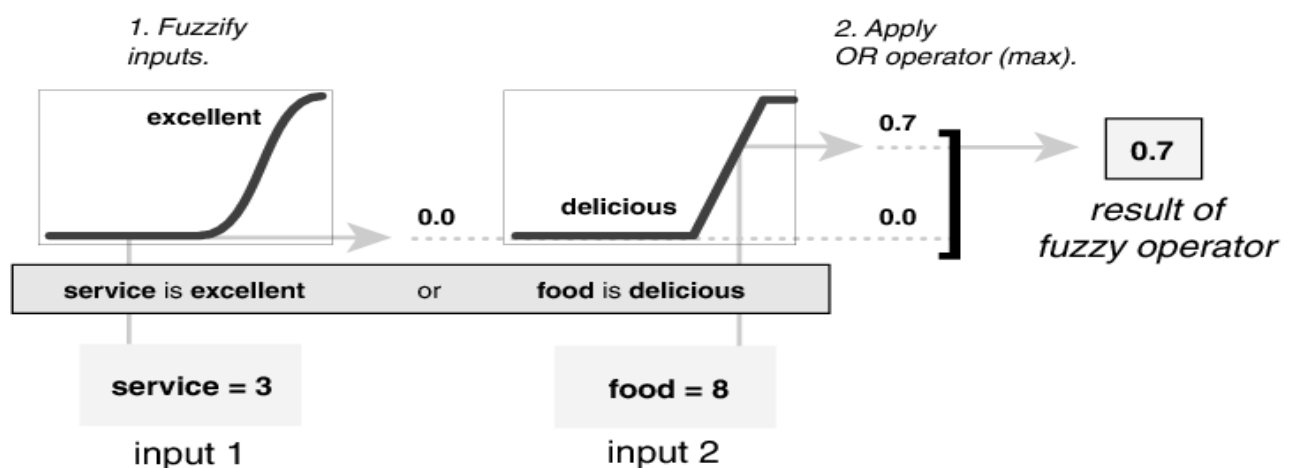 1. Fuzzify
inputs.
2. Apply
OR operator (max).
excellent
delicious
0.0
0.7
0.0
0.7
result of
fuzzy operator
service is excellent or food is delicious
service = 3
food = 8
input 1
input 2